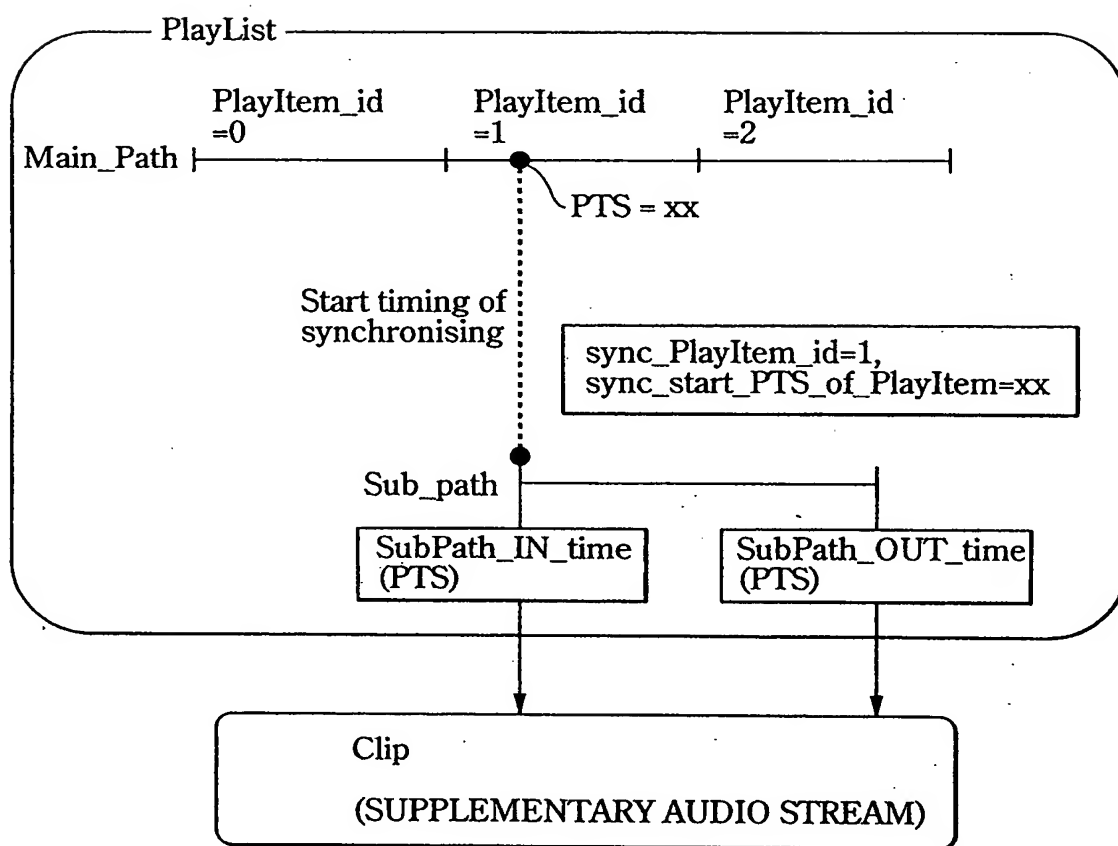 PlayList
PlayItem_id
=0
PlayItem_id
=1
PlayItem_id
=2
Main_Path
PTS = xx
Start timing of
synchronising
sync_PlayItem_id=1,
sync_start_PTS_of_PlayItem=xx
Sub_path
SubPath_IN_time
(PTS)
SubPath_OUT_time
(PTS)
Clip
(SUPPLEMENTARY AUDIO STREAM)